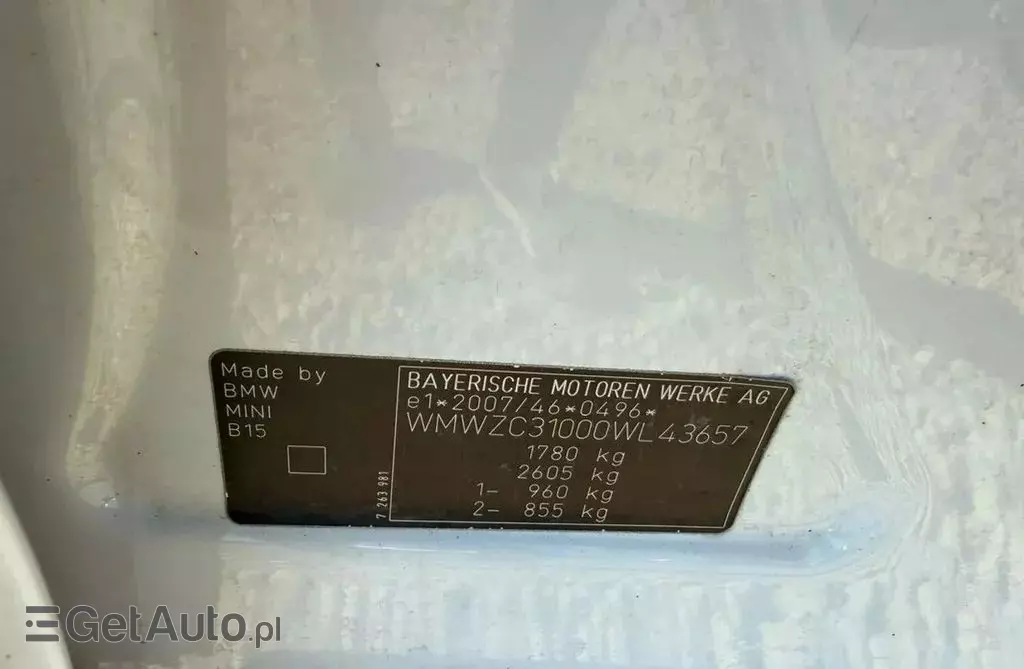 Made by
BMW
MINI
B15
7 263 981
BAYERISCHE MOTOREN WERKE AG
e1*2007/46*0496*
WMWZC31000WL43657
1780 kg
2605 kg
1- 960 kg
2- 855 kg
GetAuto.pl